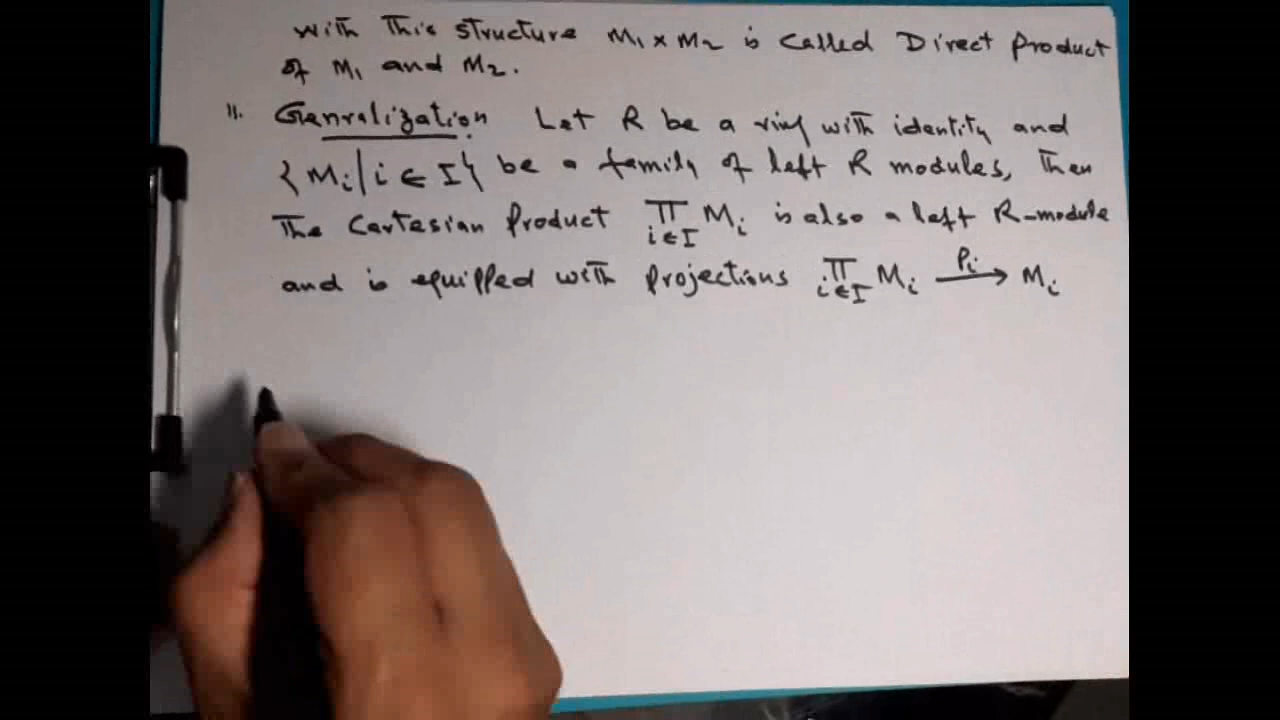 with This structure M₁ × M₂ is called Direct product
of M₁ and M₂.
11. Genralization Let R be a ring with identity and
{Mᵢ/i ∈ I} be a family of left R modules, Then
The Cartesian Product ∏_{i∈I} Mᵢ is also a left R-module
and is equipped with projections ∏_{i∈I} Mᵢ →^{pᵢ} Mᵢ